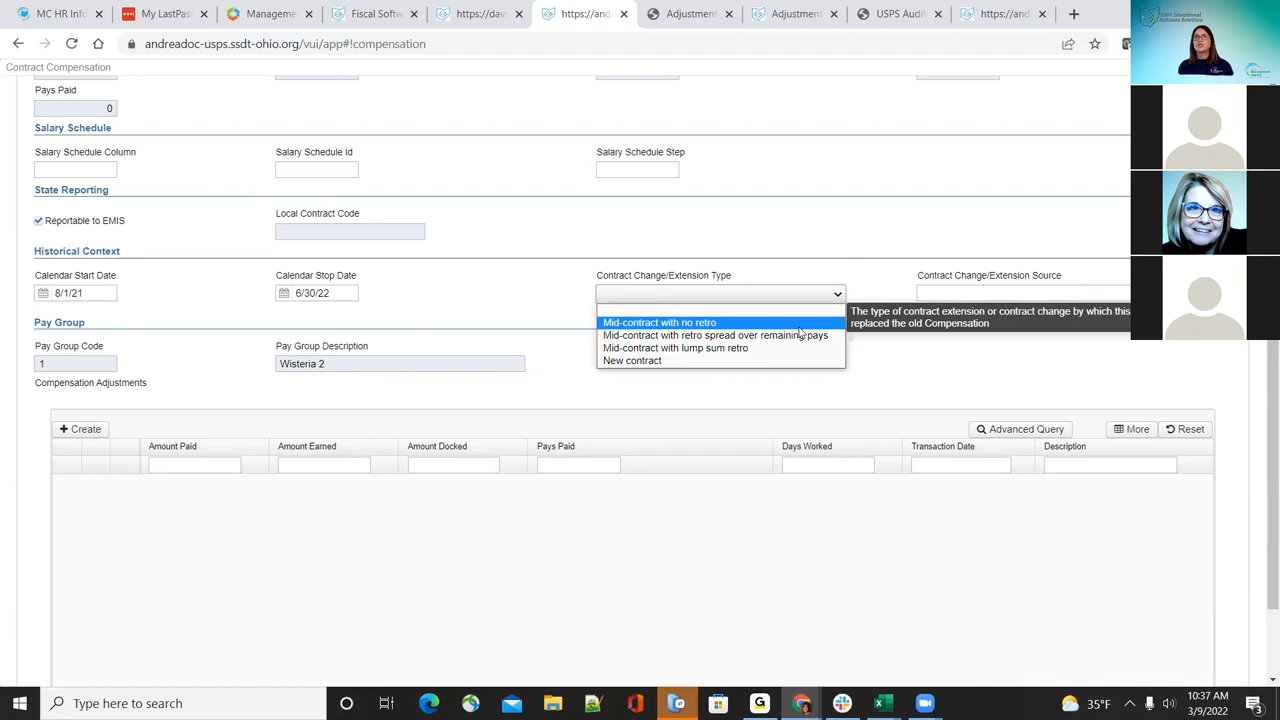 MC HR Info
My LastPass
Management
Fiscal Softw
https://andr
https://andre
Adjustment
Adjustment
USP
https://andr
andreadoc-usps.ssdt-ohio.org/vui/app#!compensation
Contract Compensation
Pays Paid
0
Salary Schedule
Salary Schedule Column
Salary Schedule Id
Salary Schedule Step
State Reporting
Reportable to EMIS
Local Contract Code
Historical Context
Calendar Start Date
Calendar Stop Date
Contract Change/Extension Type
Contract Change/Extension Source
8/1/21
6/30/22
The type of contract extension or contract change by which this
replaced the old Compensation
Mid-contract with no retro
Mid-contract with retro spread over remaining pays
Mid-contract with lump sum retro
New contract
Pay Group
Pay Group Code
Pay Group Description
1
Wisteria 2
Compensation Adjustments
Create
Advanced Query
More
Reset
Amount Paid
Amount Earned
Amount Docked
Pays Paid
Days Worked
Transaction Date
Description
Type here to search
35°F
10:37 AM
3/9/2022
3